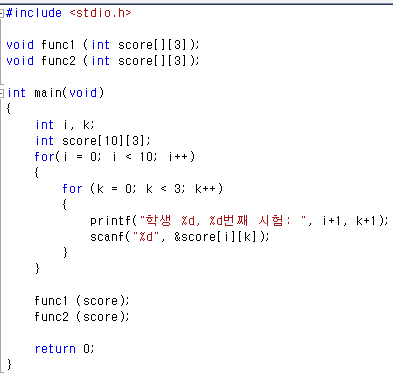 #include <stdio.h>
void func1 (int score[][3]);
void func2 (int score[][3]);
int main(void)
{
int i, k;
int score[10][3];
for(i = 0; i < 10; i++)
{
for (k = 0; k < 3; k++)
{
printf("학생 %d, %d번째 시험: ", i+1, k+1);
scanf("%d", &score[i][k]);
}
}
func1 (score);
func2 (score);
return 0;
}